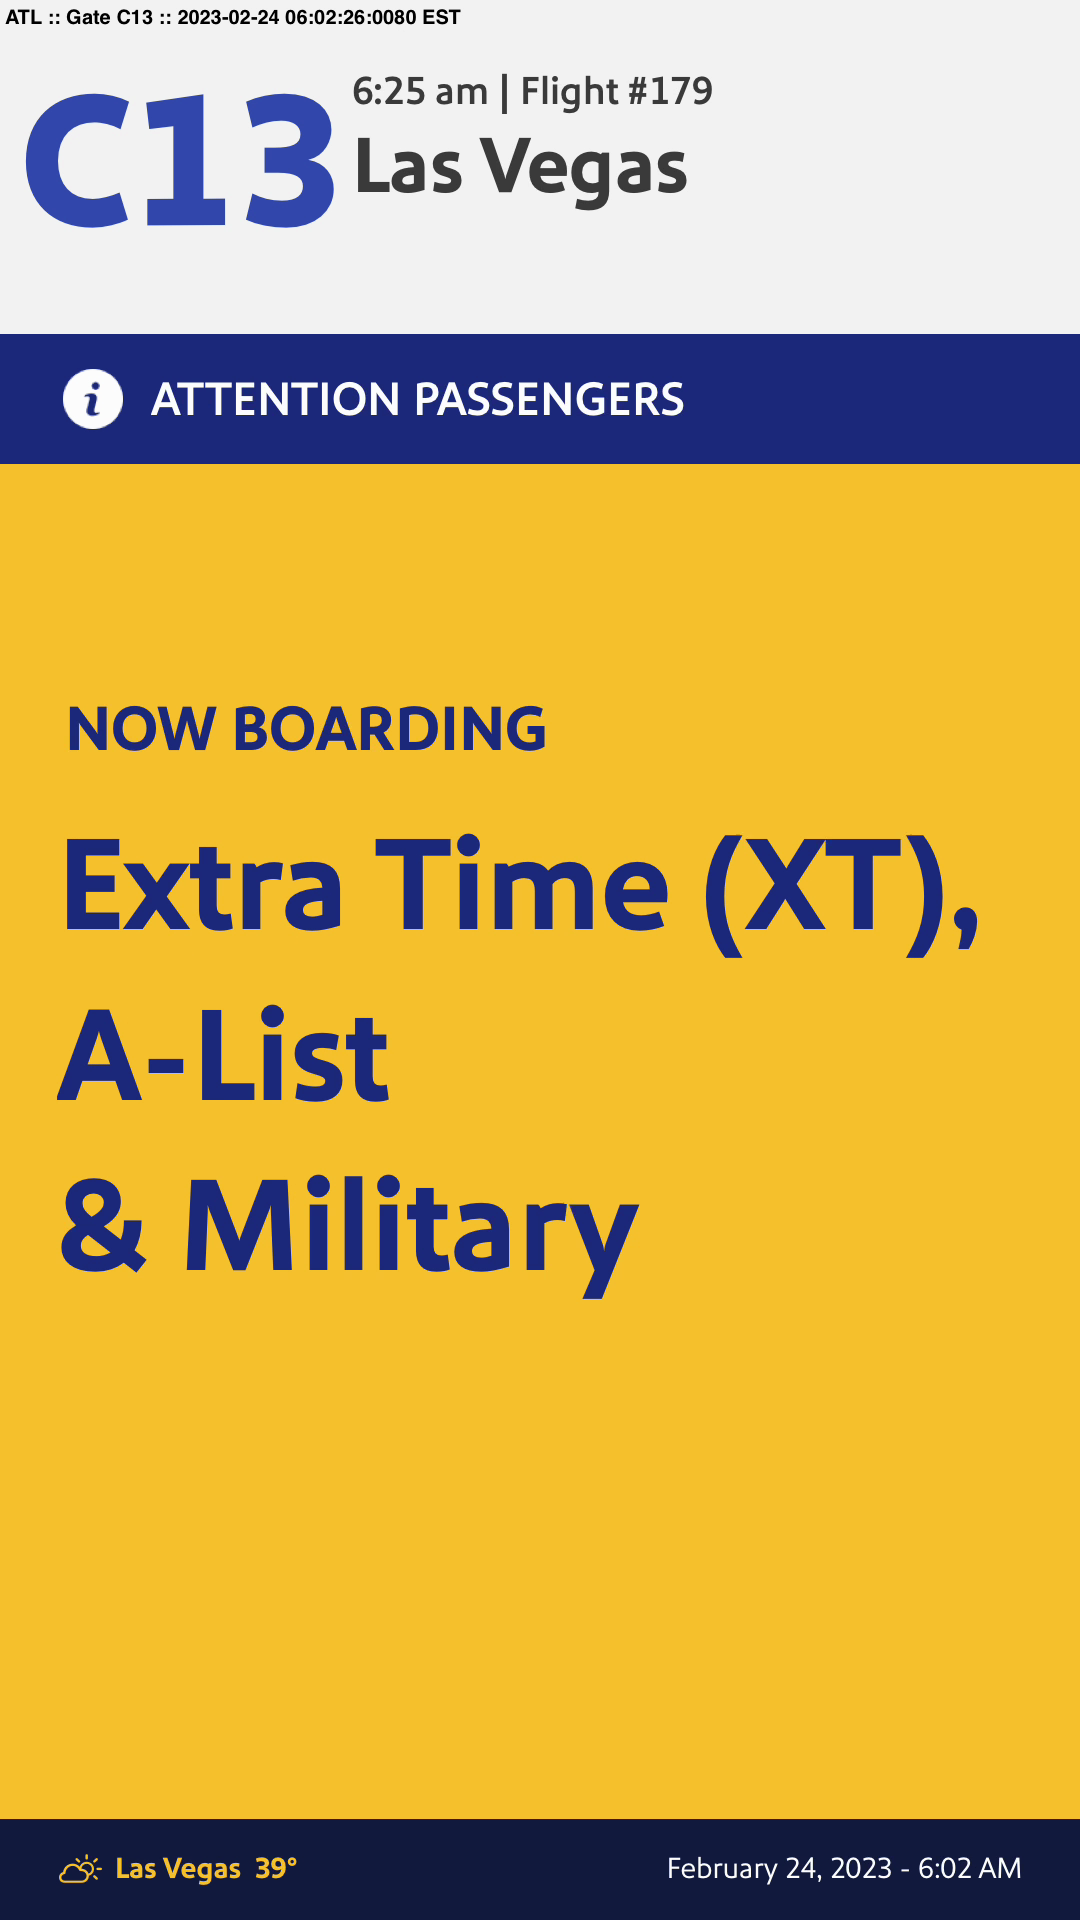 ATL :: Gate C13 :: 2023-02-24 06:02:26:0080 EST
C13
6:25 am | Flight #179
Las Vegas
i ATTENTION PASSENGERS
NOW BOARDING
Extra Time (XT),
A-List
& Military
Las Vegas 39°
February 24, 2023 - 6:02 AM